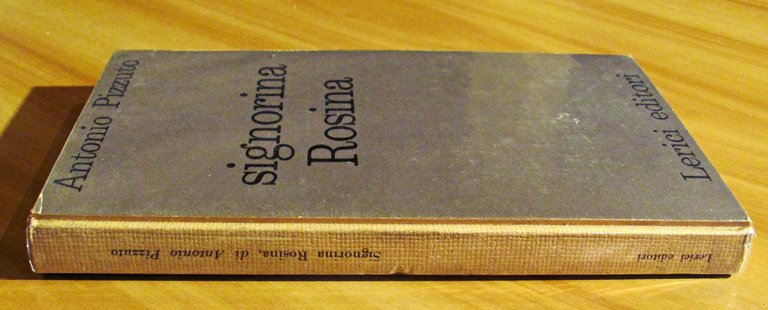 Antonio Pizzuto
signorina
Rosina
Lerici editori
Signorina Rosina, di Antonio Pizzuto
Lerici editori